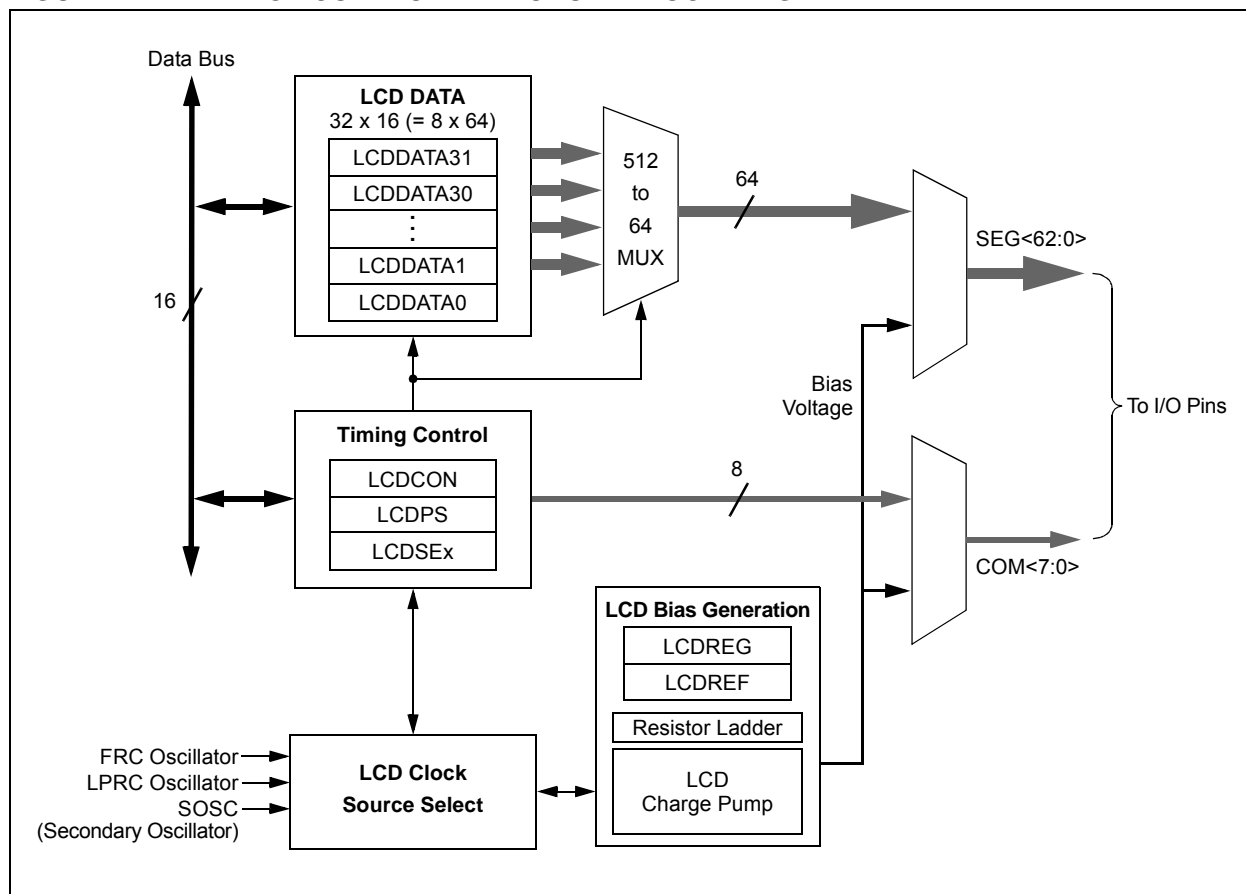 Data Bus
16
LCD DATA
32 x 16 (= 8 x 64)
LCDDATA31
LCDDATA30
LCDDATA1
LCDDATA0
512
to
64
MUX
64
SEG<62:0>
Bias
Voltage
To I/O Pins
Timing Control
LCDCON
LCDPS
LCDSEx
8
COM<7:0>
LCD Bias Generation
LCDREG
LCDREF
Resistor Ladder
LCD
Charge Pump
FRC Oscillator
LPRC Oscillator
SOSC
(Secondary Oscillator)
LCD Clock
Source Select